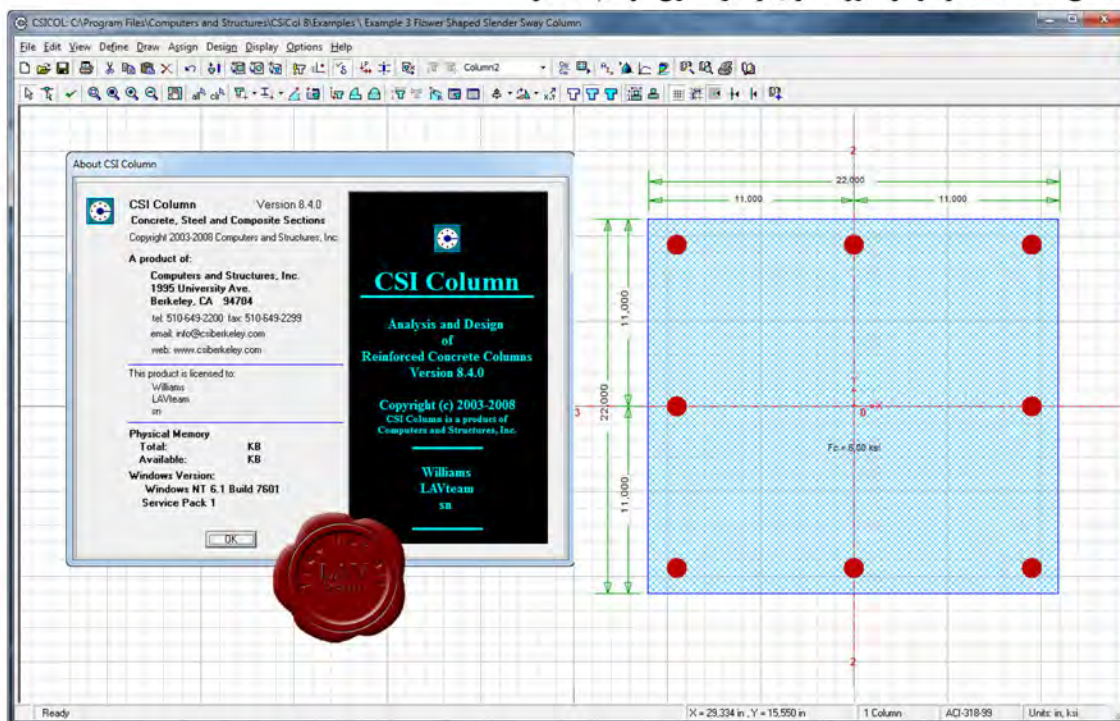 CSICOL: C:\Program Files\Computers and Structures\CSiCol 8\Examples \ Example 3 Flower Shaped Slender Sway Column
File Edit View Define Draw Assign Design Display Options Help
Column2
About CSI Column
CSI Column Version 8.4.0
Concrete, Steel and Composite Sections
Copyright 2003-2008 Computers and Structures, Inc.
A product of:
Computers and Structures, Inc.
1995 University Ave.
Berkeley, CA 94704
tel: 510-649-2200 fax: 510-649-2299
email: info@csiberkeley.com
web: www.csiberkeley.com
This product is licensed to:
Williams
LAVteam
sn
Physical Memory
Total: KB
Available: KB
Windows Version:
Windows NT 6.1 Build 7601
Service Pack 1
OK
CSI Column
Analysis and Design
of
Reinforced Concrete Columns
Version 8.4.0
Copyright (c) 2003-2008
CSI Column is a product of
Computers and Structures, Inc.
Williams
LAVteam
sn
LAV
2
22,000
11,000 11,000
11,000
22,000
3
0
Fc = 6,00 ksi
11,000
2
Ready
X = 29,334 in , Y = 15,550 in
1 Column
ACI-318-99
Units: in, ksi